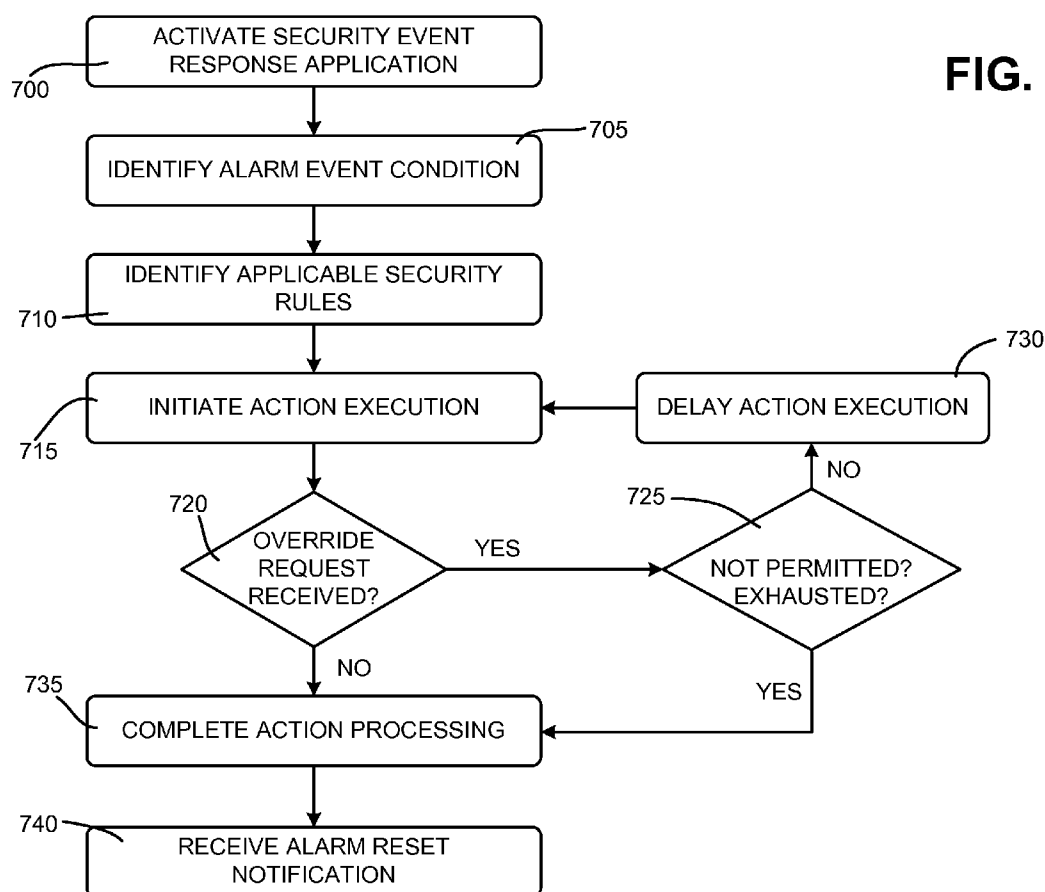 ACTIVATE SECURITY EVENT
RESPONSE APPLICATION
700
FIG.
705
IDENTIFY ALARM EVENT CONDITION
IDENTIFY APPLICABLE SECURITY
RULES
710
730
INITIATE ACTION EXECUTION
DELAY ACTION EXECUTION
715
NO
720
725
OVERRIDE
REQUEST
RECEIVED?
YES
NOT PERMITTED?
EXHAUSTED?
NO
YES
735
COMPLETE ACTION PROCESSING
740
RECEIVE ALARM RESET
NOTIFICATION